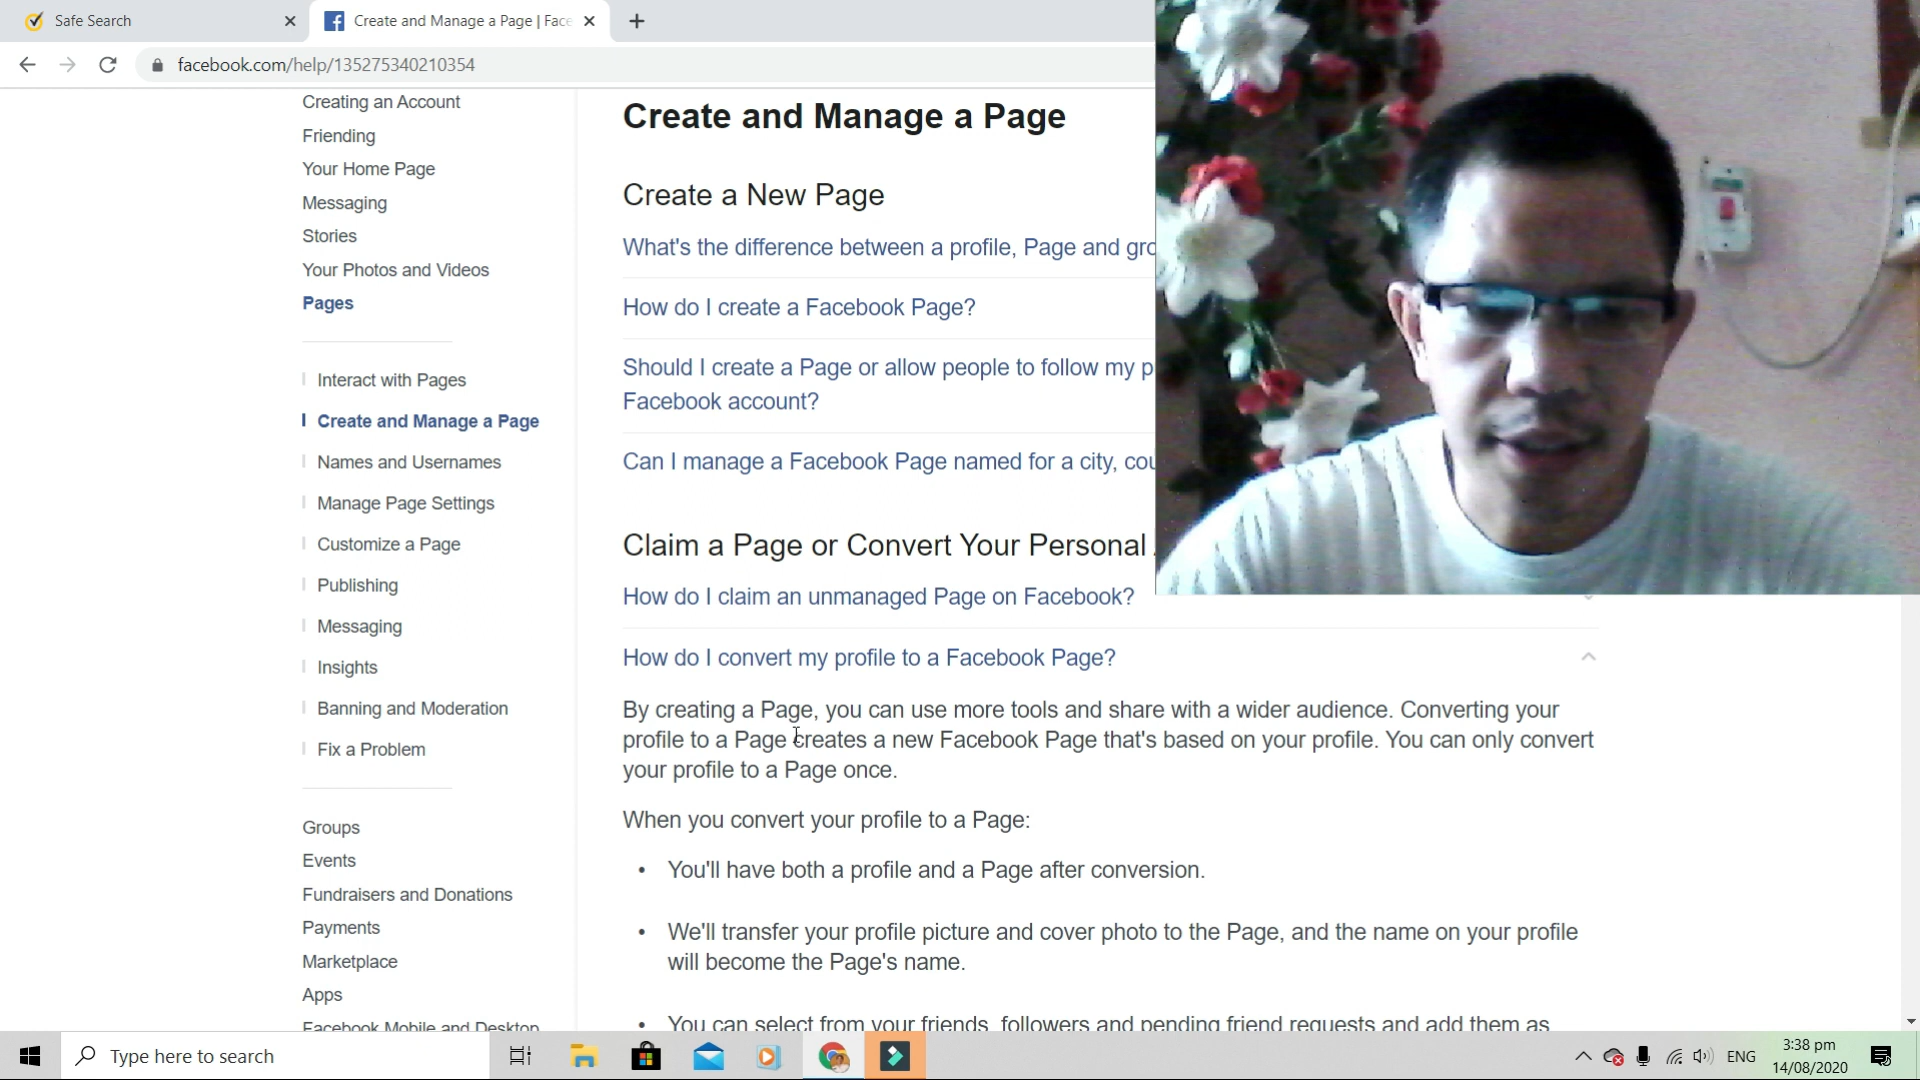 Safe Search
Create and Manage a Page | Face
facebook.com/help/135275340210354
Creating an Account
Friending
Your Home Page
Messaging
Stories
Your Photos and Videos
Pages
Interact with Pages
Create and Manage a Page
Names and Usernames
Manage Page Settings
Customize a Page
Publishing
Messaging
Insights
Banning and Moderation
Fix a Problem
Groups
Events
Fundraisers and Donations
Payments
Marketplace
Apps
Facebook Mobile and Desktop
Create and Manage a Page
Create a New Page
What's the difference between a profile, Page and gro
How do I create a Facebook Page?
Should I create a Page or allow people to follow my p
Facebook account?
Can I manage a Facebook Page named for a city, cou
Claim a Page or Convert Your Personal
How do I claim an unmanaged Page on Facebook?
How do I convert my profile to a Facebook Page?
By creating a Page, you can use more tools and share with a wider audience. Converting your
profile to a Page creates a new Facebook Page that's based on your profile. You can only convert
your profile to a Page once.
When you convert your profile to a Page:
• You'll have both a profile and a Page after conversion.
• We'll transfer your profile picture and cover photo to the Page, and the name on your profile
will become the Page's name.
• You can select from your friends, followers and pending friend requests and add them as
Type here to search
ENG
3:38 pm
14/08/2020